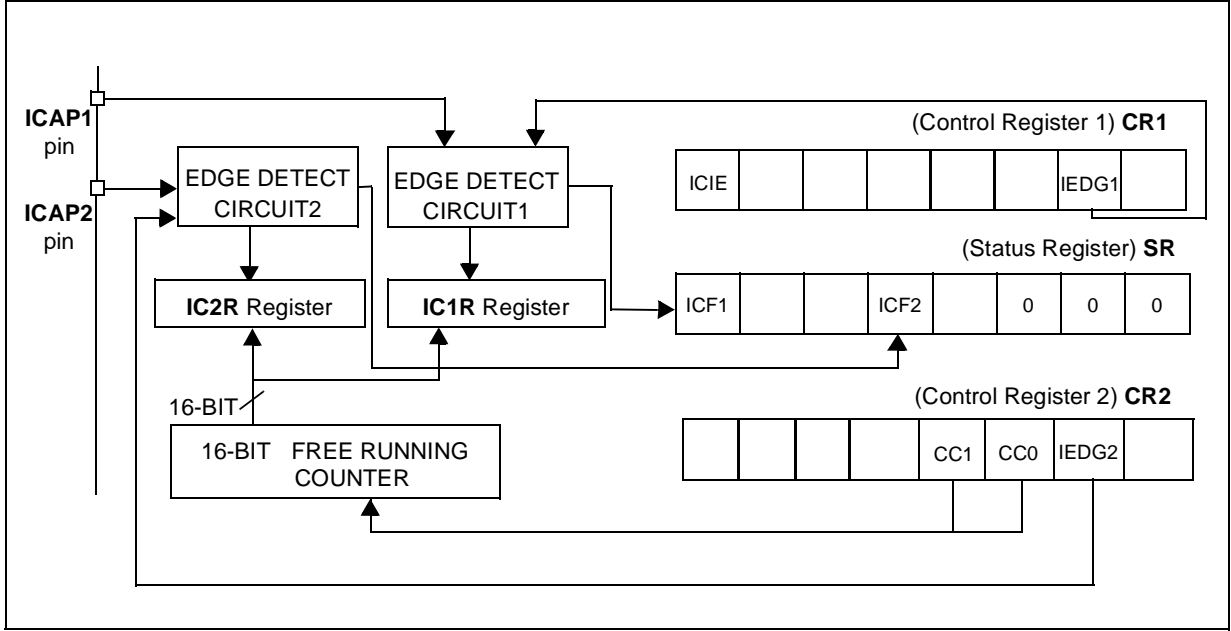 ICAP1
pin
ICAP2
pin
EDGE DETECT
CIRCUIT2
EDGE DETECT
CIRCUIT1
IC2R Register
IC1R Register
16-BIT
16-BIT FREE RUNNING
COUNTER
(Control Register 1) CR1
ICIE
IEDG1
(Status Register) SR
ICF1
ICF2
0
0
0
(Control Register 2) CR2
CC1
CC0
IEDG2